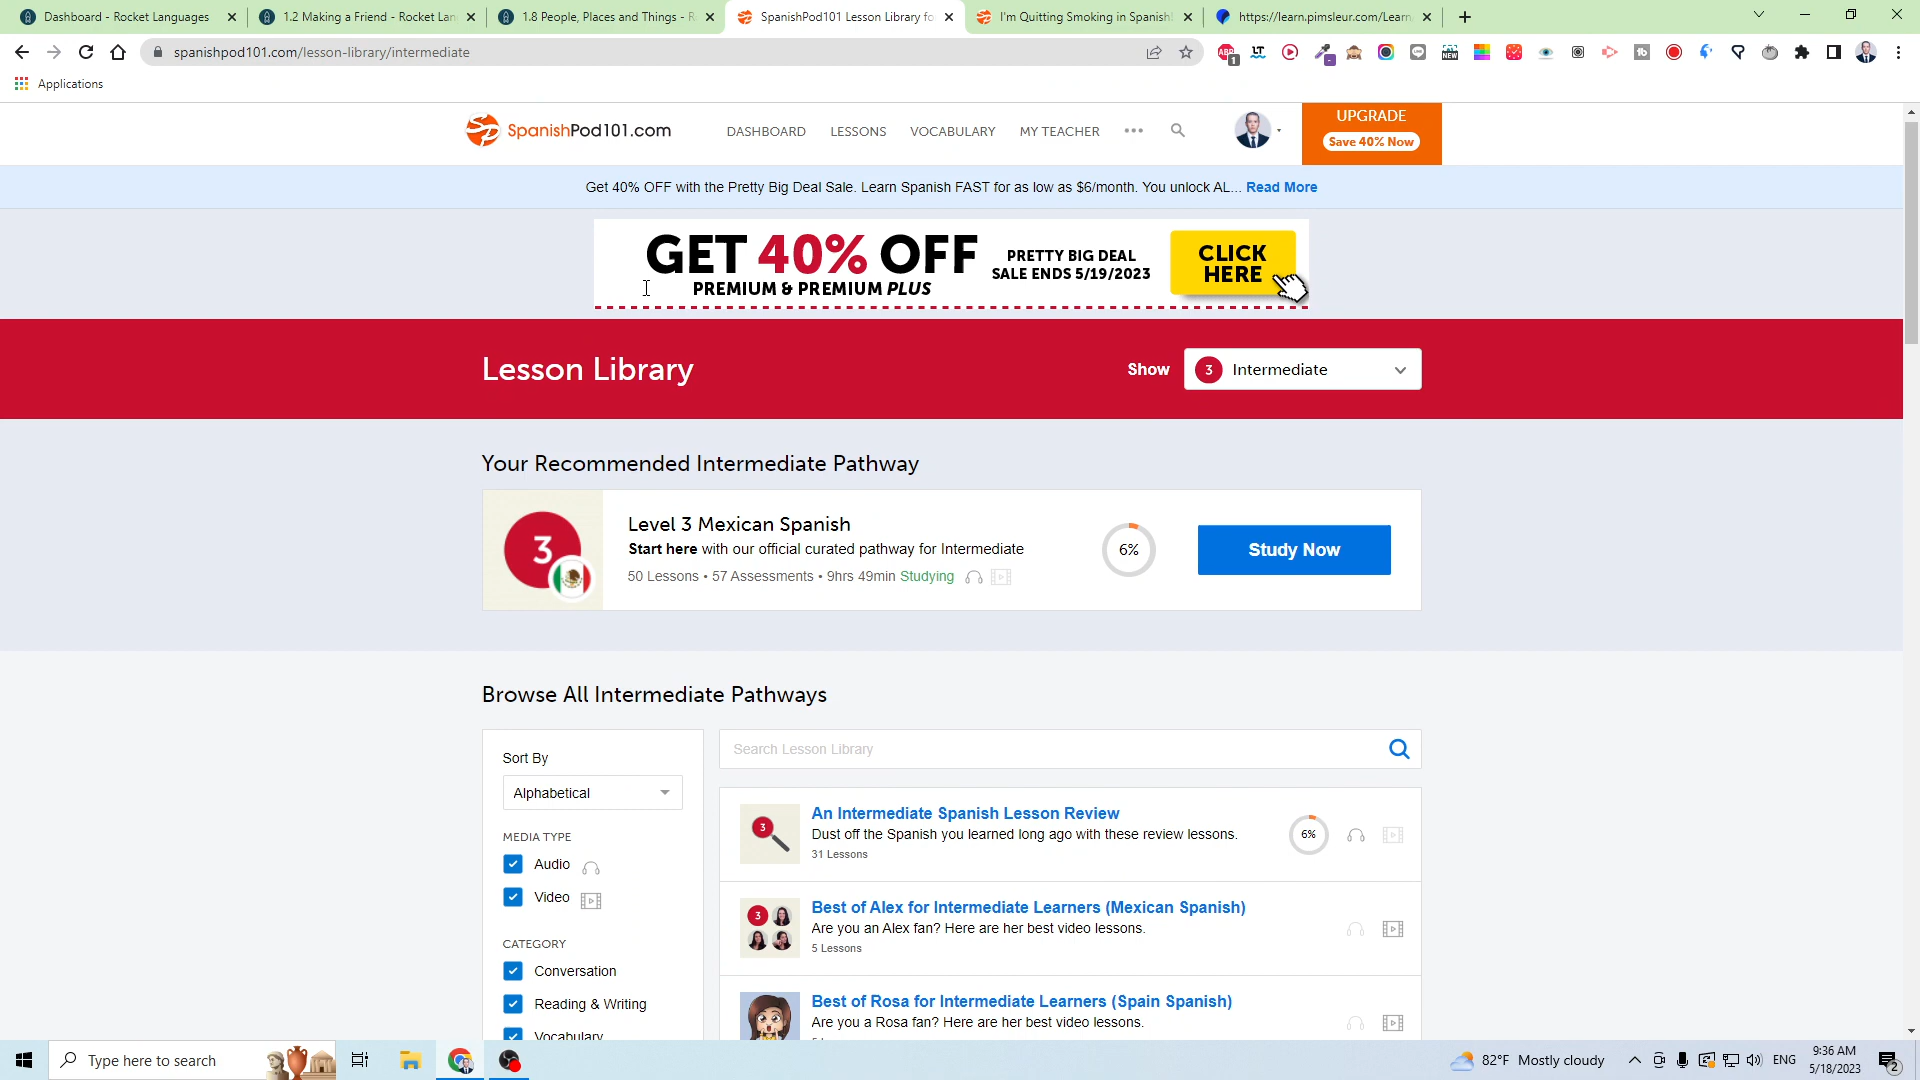 Dashboard - Rocket Languages
1.2 Making a Friend - Rocket Lan
1.8 People, Places and Things - R
SpanishPod101 Lesson Library fo
I'm Quitting Smoking in Spanish
https://learn.pimsleur.com/Learn
spanishpod101.com/lesson-library/intermediate
Applications
SpanishPod101.com
DASHBOARD
LESSONS
VOCABULARY
MY TEACHER
UPGRADE
Save 40% Now
Get 40% OFF with the Pretty Big Deal Sale. Learn Spanish FAST for as low as $6/month. You unlock AL... Read More
GET 40% OFF
PREMIUM & PREMIUM PLUS
PRETTY BIG DEAL
SALE ENDS 5/19/2023
CLICK
HERE
Lesson Library
Show
3 Intermediate
Your Recommended Intermediate Pathway
3
Level 3 Mexican Spanish
Start here with our official curated pathway for Intermediate
50 Lessons • 57 Assessments • 9hrs 49min Studying
6%
Study Now
Browse All Intermediate Pathways
Sort By
Alphabetical
MEDIA TYPE
Audio
Video
CATEGORY
Conversation
Reading & Writing
Vocabulary
Search Lesson Library
3
An Intermediate Spanish Lesson Review
Dust off the Spanish you learned long ago with these review lessons.
31 Lessons
6%
3
Best of Alex for Intermediate Learners (Mexican Spanish)
Are you an Alex fan? Here are her best video lessons.
5 Lessons
Best of Rosa for Intermediate Learners (Spain Spanish)
Are you a Rosa fan? Here are her best video lessons.
Type here to search
82°F Mostly cloudy
ENG
9:36 AM
5/18/2023
2